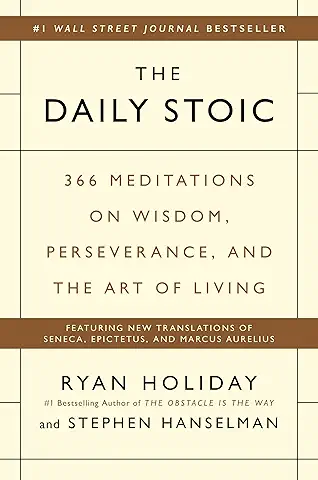 #1 WALL STREET JOURNAL BESTSELLER
THE
DAILY STOIC
366 MEDITATIONS
ON WISDOM,
PERSEVERANCE, AND
THE ART OF LIVING
FEATURING NEW TRANSLATIONS OF
SENECA, EPICTETUS, AND MARCUS AURELIUS
RYAN HOLIDAY
#1 Bestselling Author of THE OBSTACLE IS THE WAY
and STEPHEN HANSELMAN